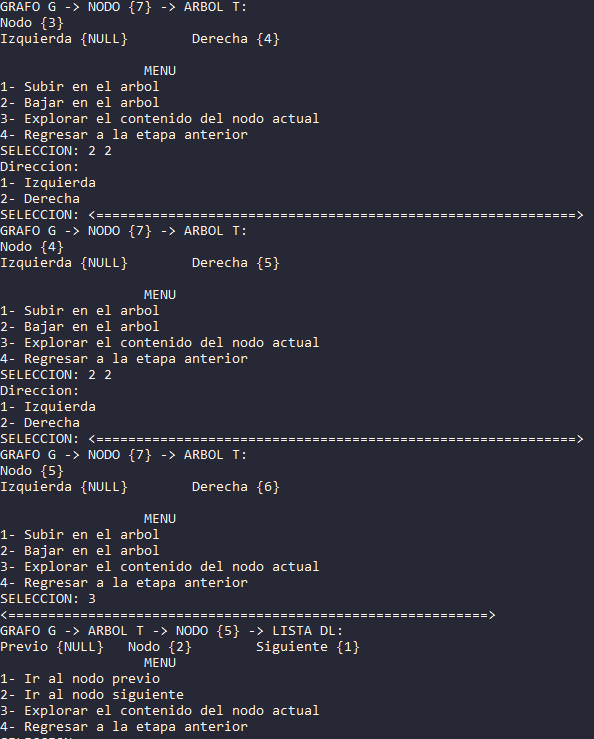 GRAFO G -> NODO {7} -> ARBOL T:
Nodo {3}
Izquierda {NULL}        Derecha {4}
MENU
1- Subir en el arbol
2- Bajar en el arbol
3- Explorar el contenido del nodo actual
4- Regresar a la etapa anterior
SELECCION: 2 2
Direccion:
1- Izquierda
2- Derecha
SELECCION: <============================================================>
GRAFO G -> NODO {7} -> ARBOL T:
Nodo {4}
Izquierda {NULL}        Derecha {5}
MENU
1- Subir en el arbol
2- Bajar en el arbol
3- Explorar el contenido del nodo actual
4- Regresar a la etapa anterior
SELECCION: 2 2
Direccion:
1- Izquierda
2- Derecha
SELECCION: <============================================================>
GRAFO G -> NODO {7} -> ARBOL T:
Nodo {5}
Izquierda {NULL}        Derecha {6}
MENU
1- Subir en el arbol
2- Bajar en el arbol
3- Explorar el contenido del nodo actual
4- Regresar a la etapa anterior
SELECCION: 3
<============================================================>
GRAFO G -> ARBOL T -> NODO {5} -> LISTA DL:
Previo {NULL}   Nodo {2}        Siguiente {1}
MENU
1- Ir al nodo previo
2- Ir al nodo siguiente
3- Explorar el contenido del nodo actual
4- Regresar a la etapa anterior